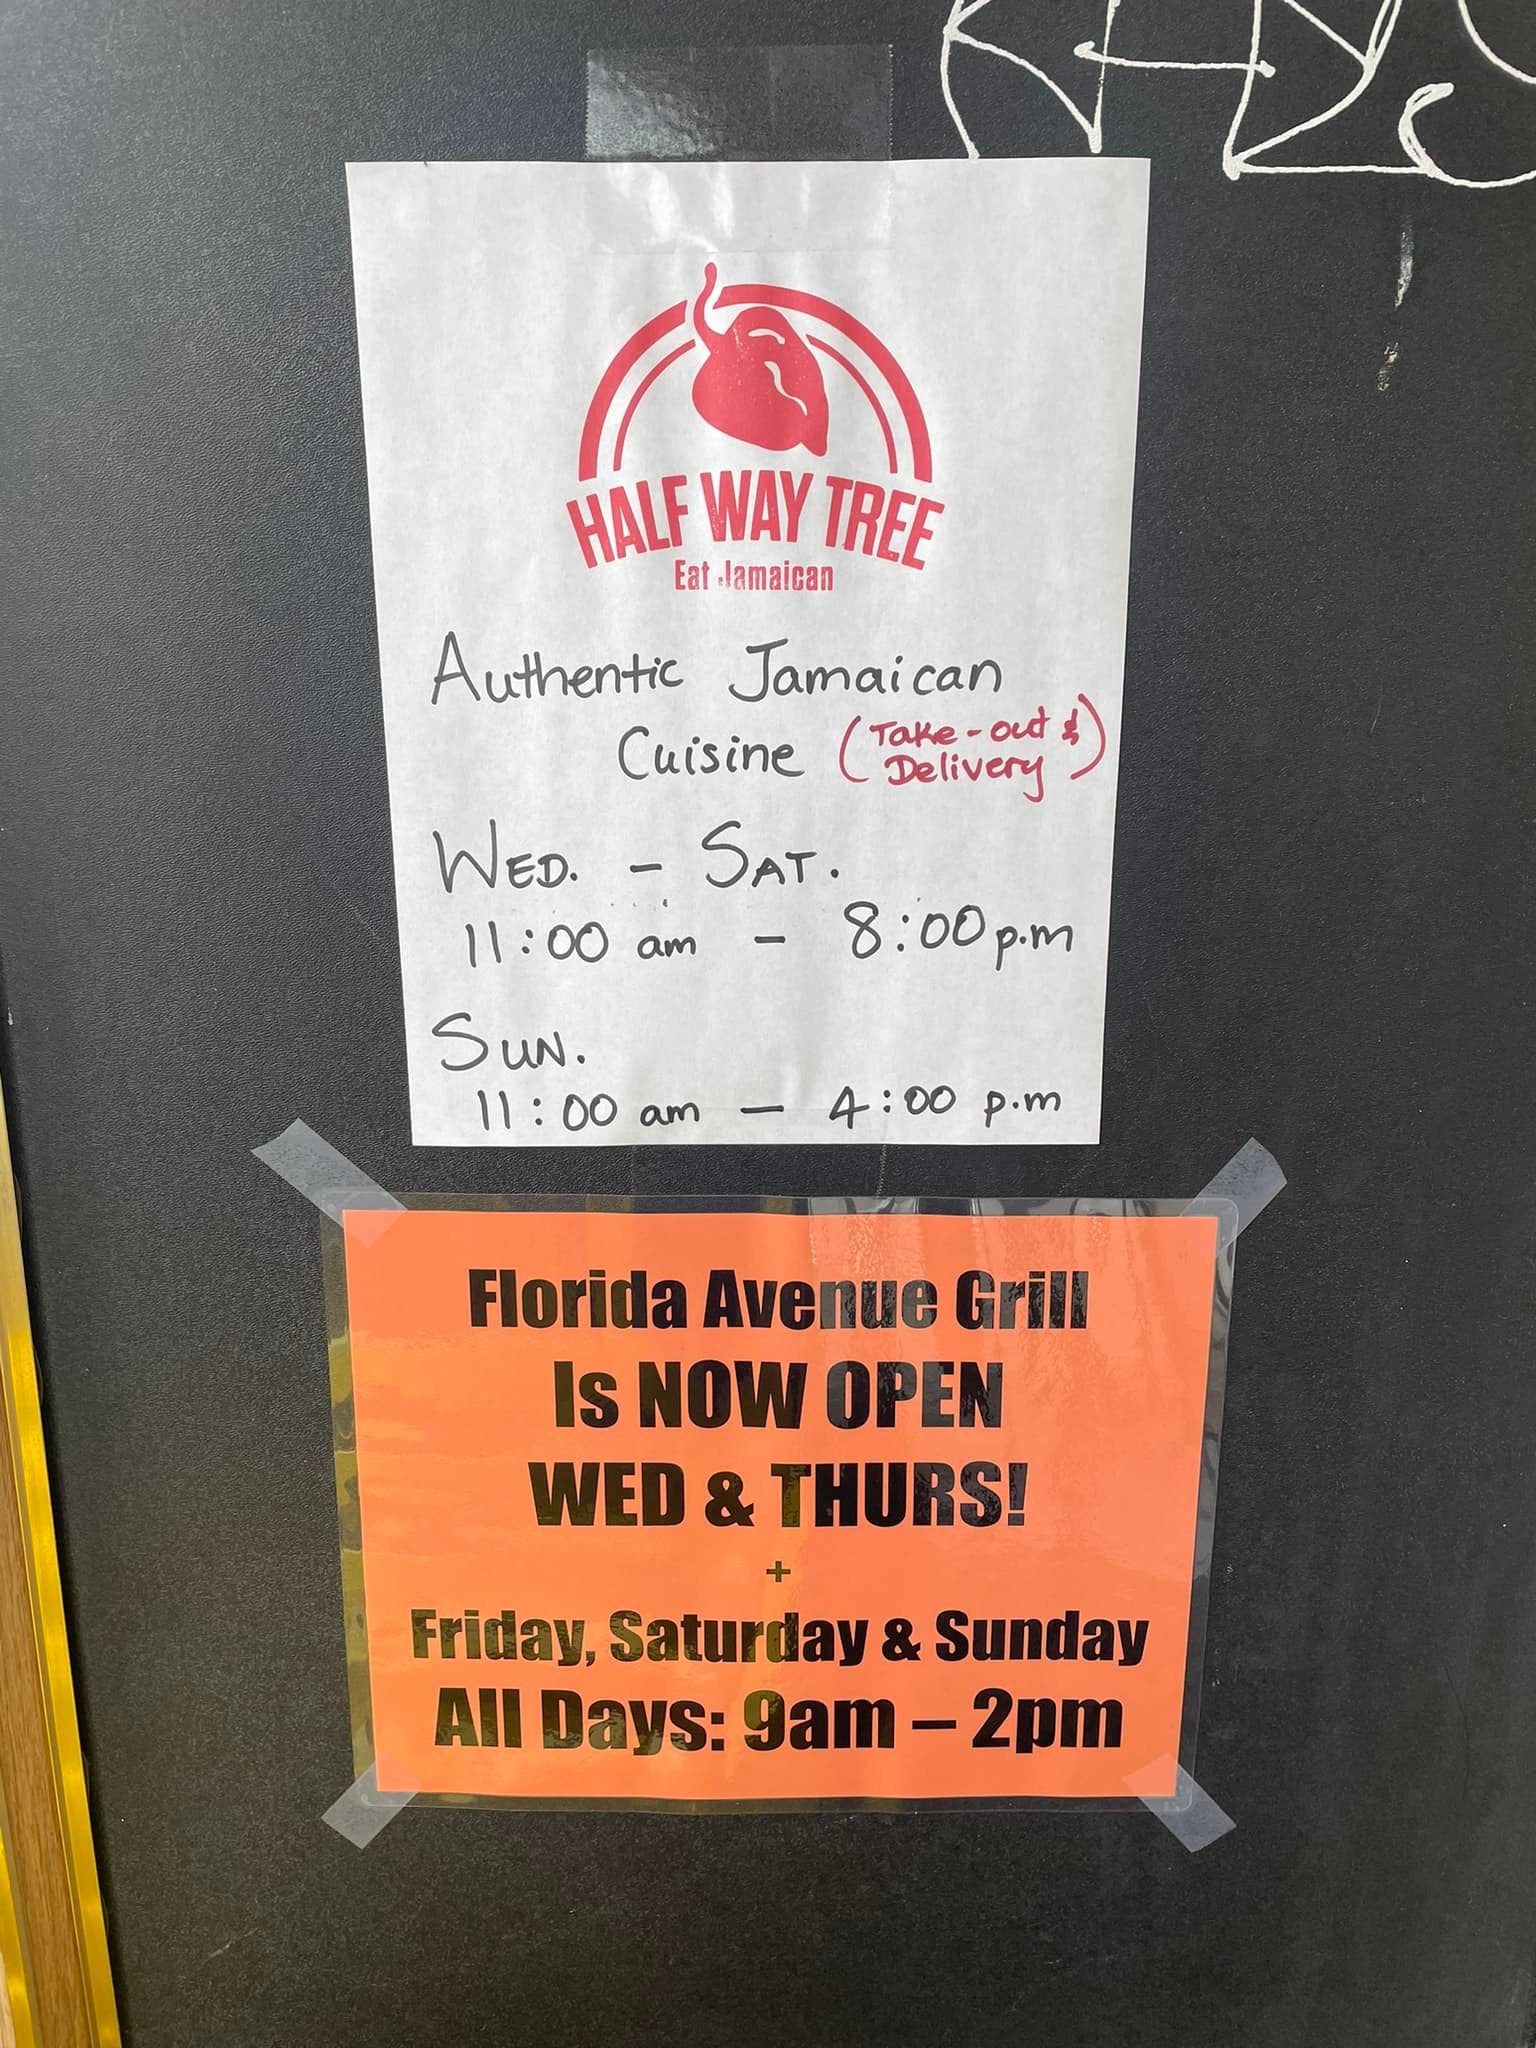 HALF WAY TREE
Eat Jamaican
Authentic Jamaican
Cuisine (Take-out &
Delivery)
WED. - SAT.
11:00 am - 8:00 p.m
SUN.
11:00 am - 4:00 p.m
Florida Avenue Grill
Is NOW OPEN
WED & THURS!
+
Friday, Saturday & Sunday
All Days: 9am – 2pm